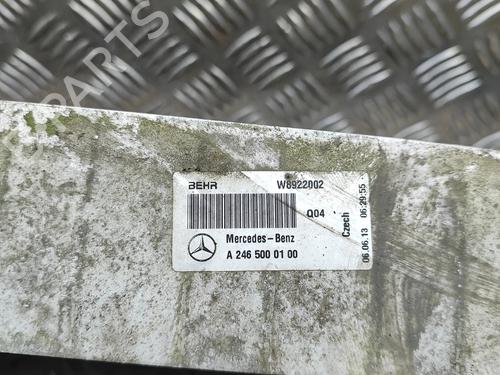 BEHR W8922002
Q04
Mercedes-Benz
A 246 500 01 00
Czech
06.06.13 06:29:55